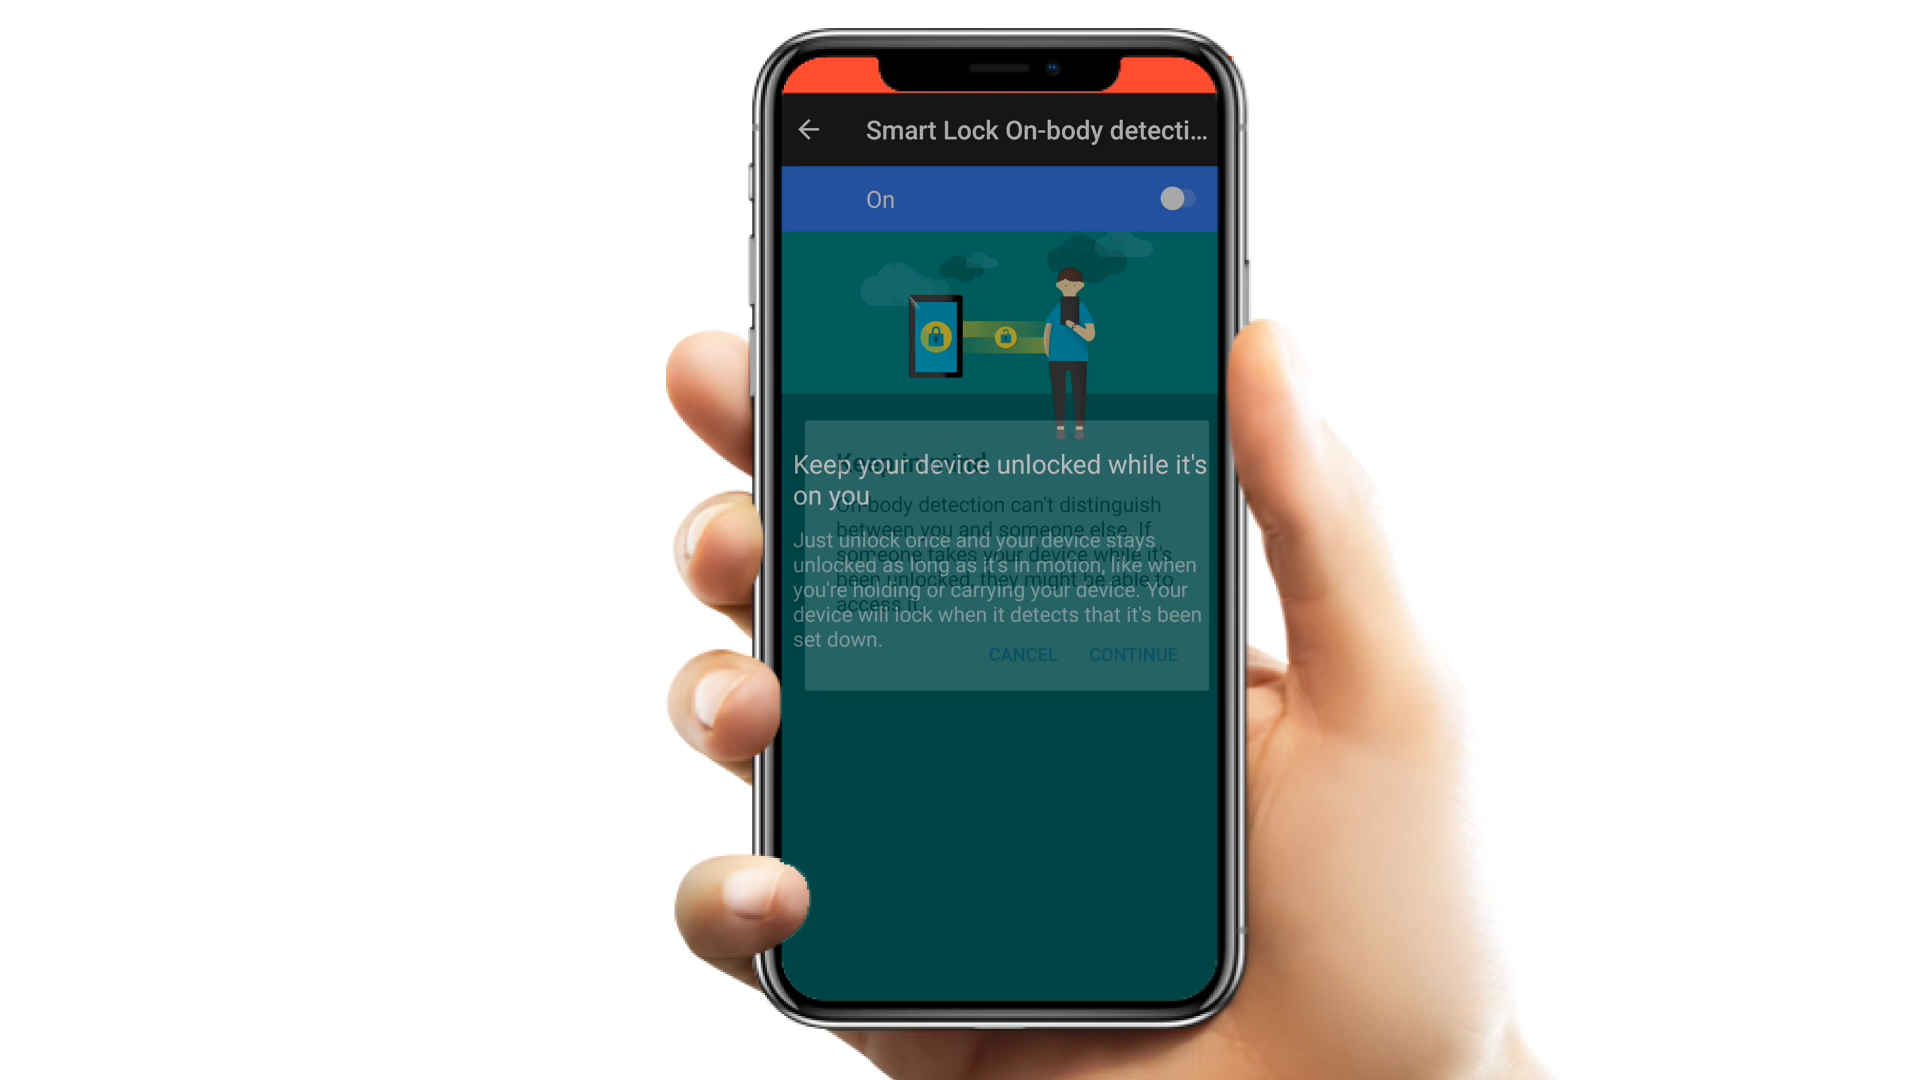 Smart Lock On-body detecti...
On
Keep your device unlocked while it's
on you
Just unlock once and your device stays
unlocked as long as it's in motion, like when
you're holding or carrying your device. Your
device will lock when it detects that it's been
set down.
Keep in mind
On-body detection can't distinguish
between you and someone else. If
someone takes your device while it's
been unlocked, they might be able to
access it.
CANCEL CONTINUE